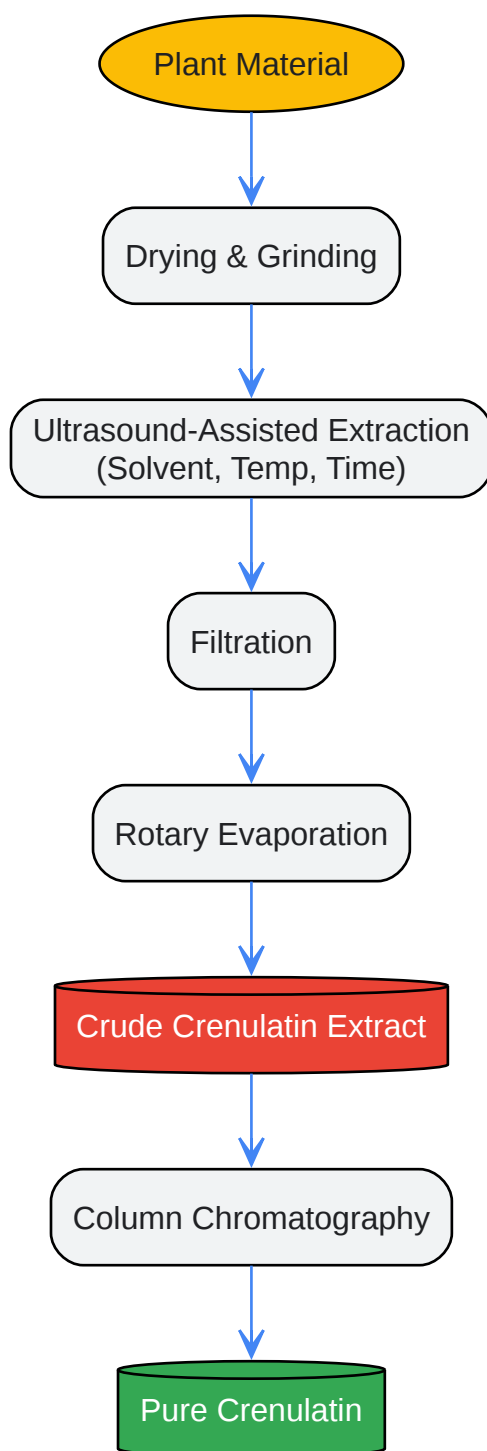 Plant Material
Drying & Grinding
Ultrasound-Assisted Extraction
(Solvent, Temp, Time)
Filtration
Rotary Evaporation
Crude Crenulatin Extract
Column Chromatography
Pure Crenulatin